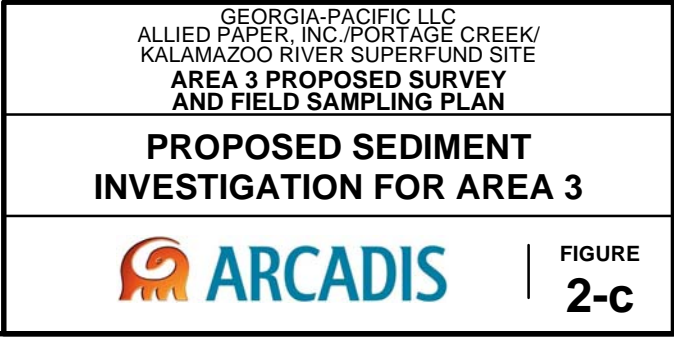 GEORGIA-PACIFIC LLC
ALLIED PAPER, INC./PORTAGE CREEK/
KALAMAZOO RIVER SUPERFUND SITE
AREA 3 PROPOSED SURVEY
AND FIELD SAMPLING PLAN
PROPOSED SEDIMENT
INVESTIGATION FOR AREA 3
ARCADIS
FIGURE
2-c